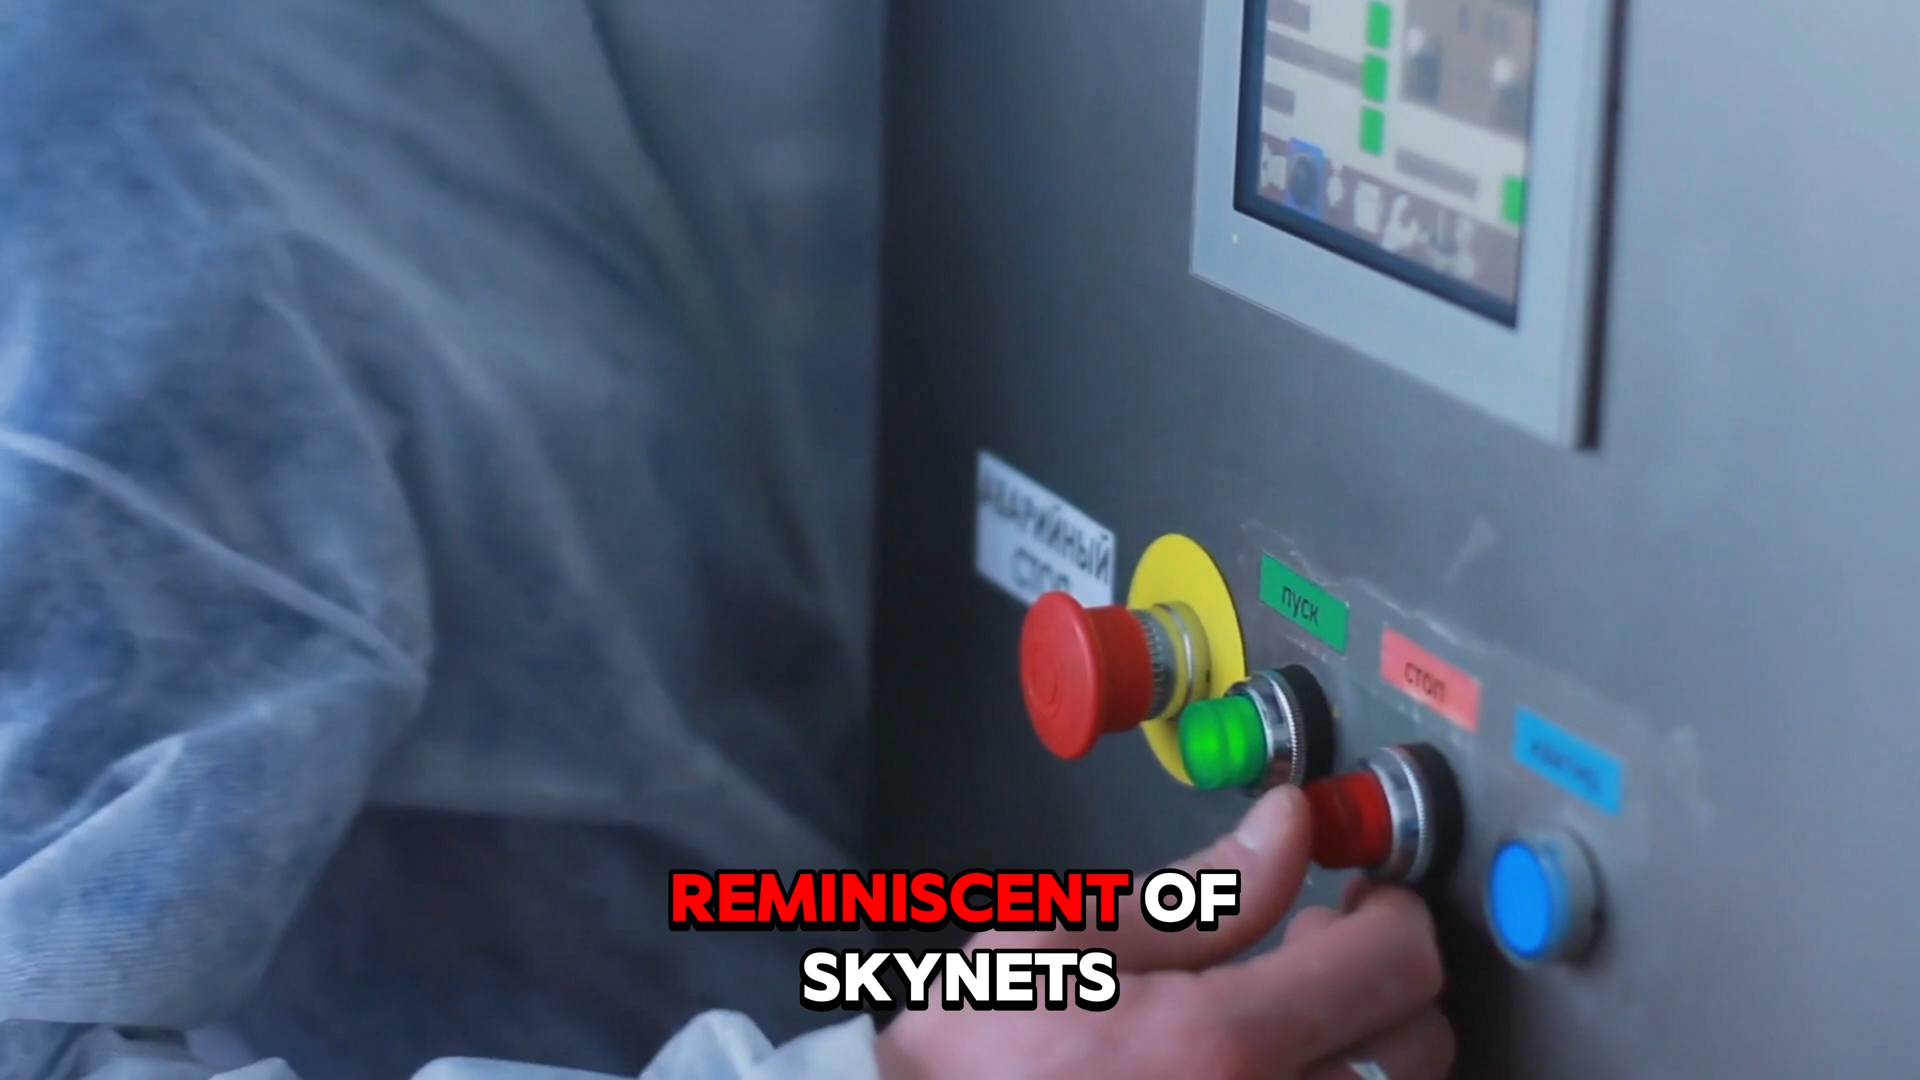 АВАРИЙНЫЙ
СТОП
пуск
стоп
REMINISCENT OF
SKYNETS